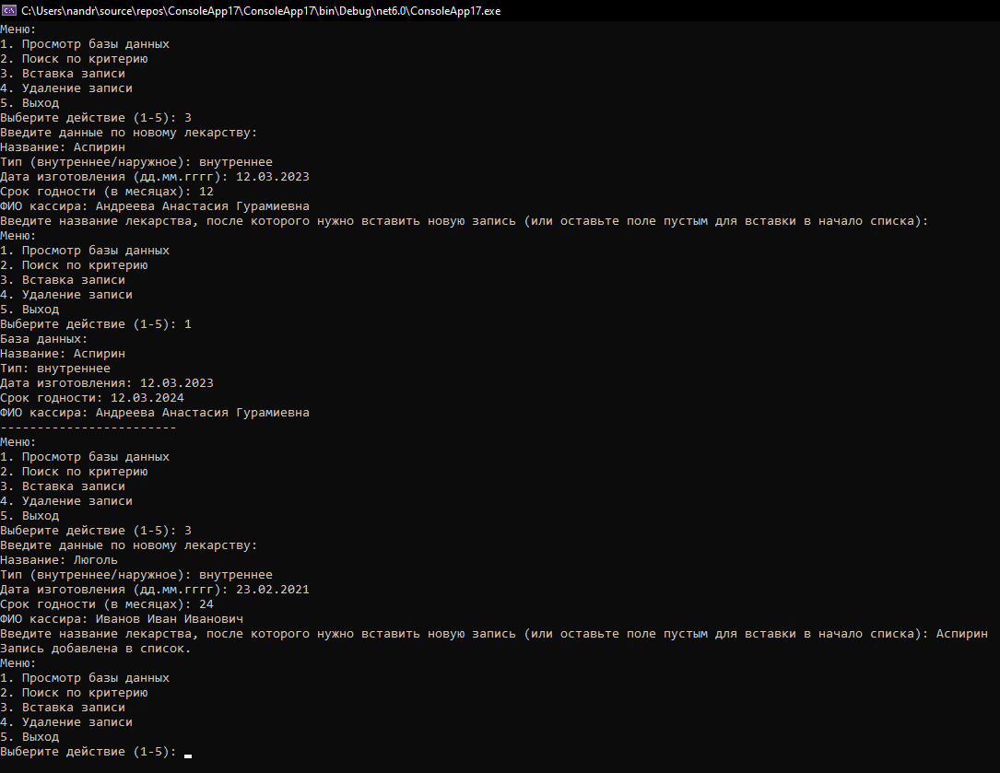 C:\Users\nandr\source\repos\ConsoleApp17\ConsoleApp17\bin\Debug\net6.0\ConsoleApp17.exe
Меню:
1. Просмотр базы данных
2. Поиск по критерию
3. Вставка записи
4. Удаление записи
5. Выход
Выберите действие (1-5): 3
Введите данные по новому лекарству:
Название: Аспирин
Тип (внутреннее/наружное): внутреннее
Дата изготовления (дд.мм.гггг): 12.03.2023
Срок годности (в месяцах): 12
ФИО кассира: Андреева Анастасия Гурамиевна
Введите название лекарства, после которого нужно вставить новую запись (или оставьте поле пустым для вставки в начало списка):
Меню:
1. Просмотр базы данных
2. Поиск по критерию
3. Вставка записи
4. Удаление записи
5. Выход
Выберите действие (1-5): 1
База данных:
Название: Аспирин
Тип: внутреннее
Дата изготовления: 12.03.2023
Срок годности: 12.03.2024
ФИО кассира: Андреева Анастасия Гурамиевна
------------------------
Меню:
1. Просмотр базы данных
2. Поиск по критерию
3. Вставка записи
4. Удаление записи
5. Выход
Выберите действие (1-5): 3
Введите данные по новому лекарству:
Название: Люголь
Тип (внутреннее/наружное): внутреннее
Дата изготовления (дд.мм.гггг): 23.02.2021
Срок годности (в месяцах): 24
ФИО кассира: Иванов Иван Иванович
Введите название лекарства, после которого нужно вставить новую запись (или оставьте поле пустым для вставки в начало списка): Аспирин
Запись добавлена в список.
Меню:
1. Просмотр базы данных
2. Поиск по критерию
3. Вставка записи
4. Удаление записи
5. Выход
Выберите действие (1-5):